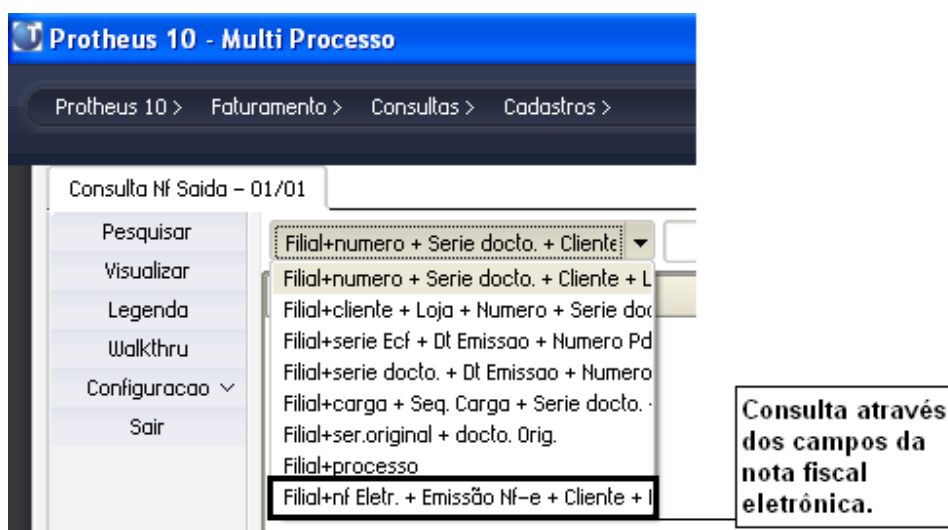 Protheus 10 - Multi Processo
Protheus 10 > Faturamento > Consultas > Cadastros >
Consulta Nf Saida - 01/01
Pesquisar
Visualizar
Legenda
Walkthru
Configuracao
Sair
Filial+numero + Serie docto. + Cliente
Filial+numero + Serie docto. + Cliente + L
Filial+cliente + Loja + Numero + Serie doc
Filial+serie Ecf + Dt Emissao + Numero Pd
Filial+serie docto. + Dt Emissao + Numero
Filial+carga + Seq. Carga + Serie docto. -
Filial+ser.original + docto. Orig.
Filial+processo
Filial+nf Eletr. + Emissão Nf-e + Cliente + l
Consulta através
dos campos da
nota fiscal
eletrônica.